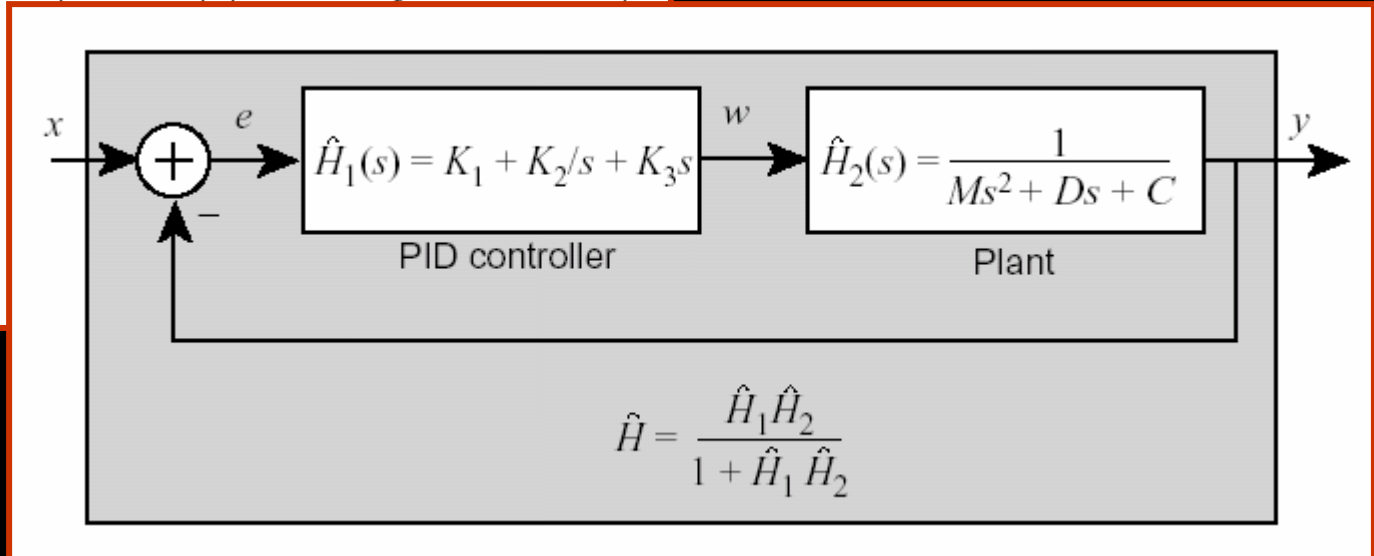 x
e
Ĥ₁(s) = K₁ + K₂/s + K₃s
PID controller
w
Ĥ₂(s) = 1 / (Ms² + Ds + C)
Plant
y
+
−
Ĥ = Ĥ₁Ĥ₂ / (1 + Ĥ₁ Ĥ₂)